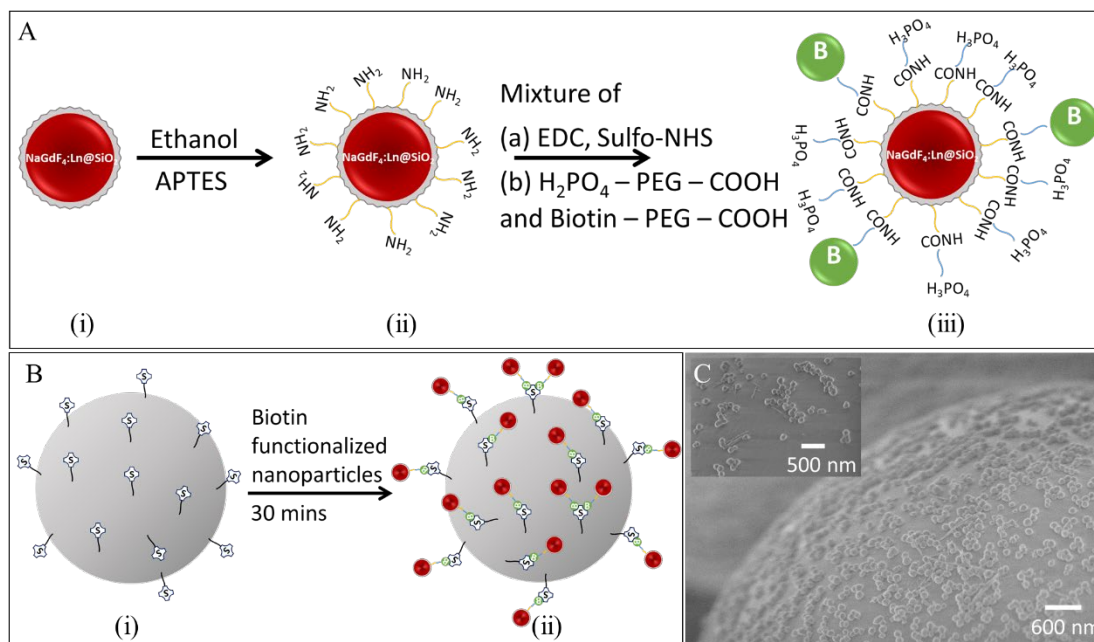 A
NaGdF₄:Ln@SiO
(i)
Ethanol
APTES
NH₂
NH₂
NH₂
NH₂
NH₂
NH₂
NH₂
NH₂
NH₂
NH₂
NH₂
NaGdF₄:Ln@SiO
(ii)
Mixture of
(a) EDC, Sulfo-NHS
(b) H₂PO₄ – PEG – COOH
and Biotin – PEG – COOH
H₃PO₄
H₃PO₄
H₃PO₄
B
CONH
CONH
CONH
CONH
B
CONH
H₃PO₄
CONH
NaGdF₄:Ln@SiO
CONH
H₃PO₄
H₃PO₄
CONH
CONH
CONH
CONH
B
H₃PO₄
H₃PO₄
H₃PO₄
(iii)
B
S
S
S
S
S
S
S
S
S
S
S
S
S
S
(i)
Biotin
functionalized
nanoparticles
30 mins
(ii)
C
500 nm
600 nm